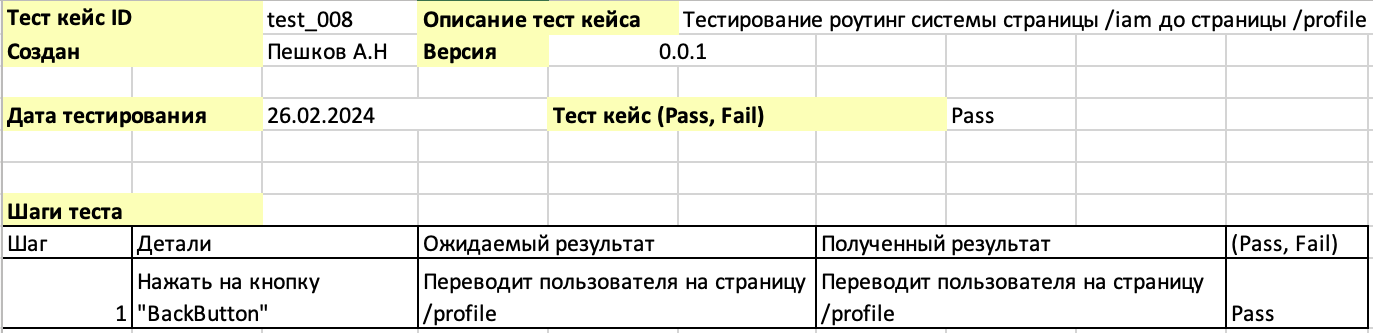 Тест кейс ID test_008 Описание тест кейса Тестирование роутинг системы страницы /iam до страницы /profile
Создан Пешков А.Н Версия 0.0.1
Дата тестирования 26.02.2024 Тест кейс (Pass, Fail) Pass
Шаги теста
Шаг Детали Ожидаемый результат Полученный результат (Pass, Fail)
Нажать на кнопку Переводит пользователя на страницу Переводит пользователя на страницу
1 "BackButton" /profile /profile Pass